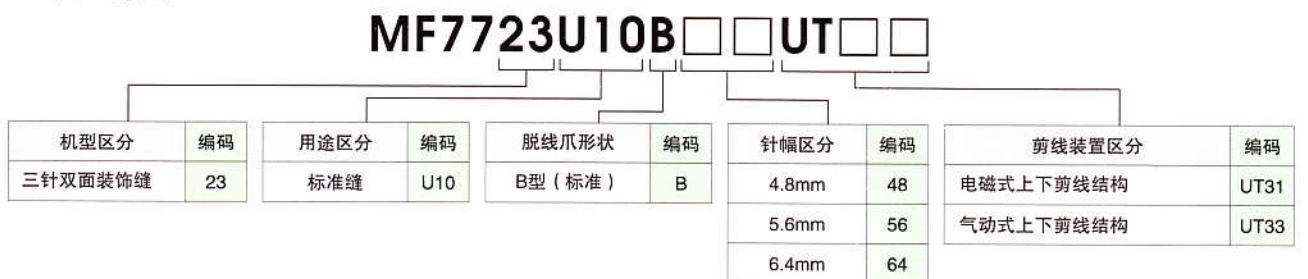 MF7723U10B□□UT□□
机型区分 编码 用途区分 编码 脱线爪形状 编码 针幅区分 编码 剪线装置区分 编码
三针双面装饰缝 23 标准缝 U10 B型（标准） B 4.8mm 48 电磁式上下剪线结构 UT31
5.6mm 56 气动式上下剪线结构 UT33
6.4mm 64